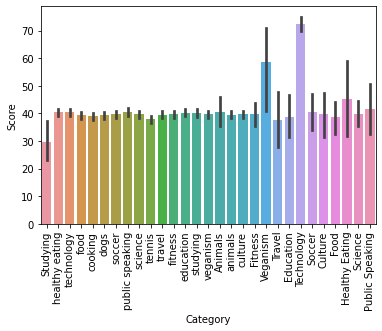 Score
70
60
50
40
30
20
10
0
Studying
healthy eating
technology
food
cooking
dogs
soccer
public speaking
science
tennis
travel
fitness
education
studying
veganism
Animals
animals
culture
Fitness
Veganism
Travel
Education
Technology
Soccer
Culture
Food
Healthy Eating
Science
Public Speaking
Category